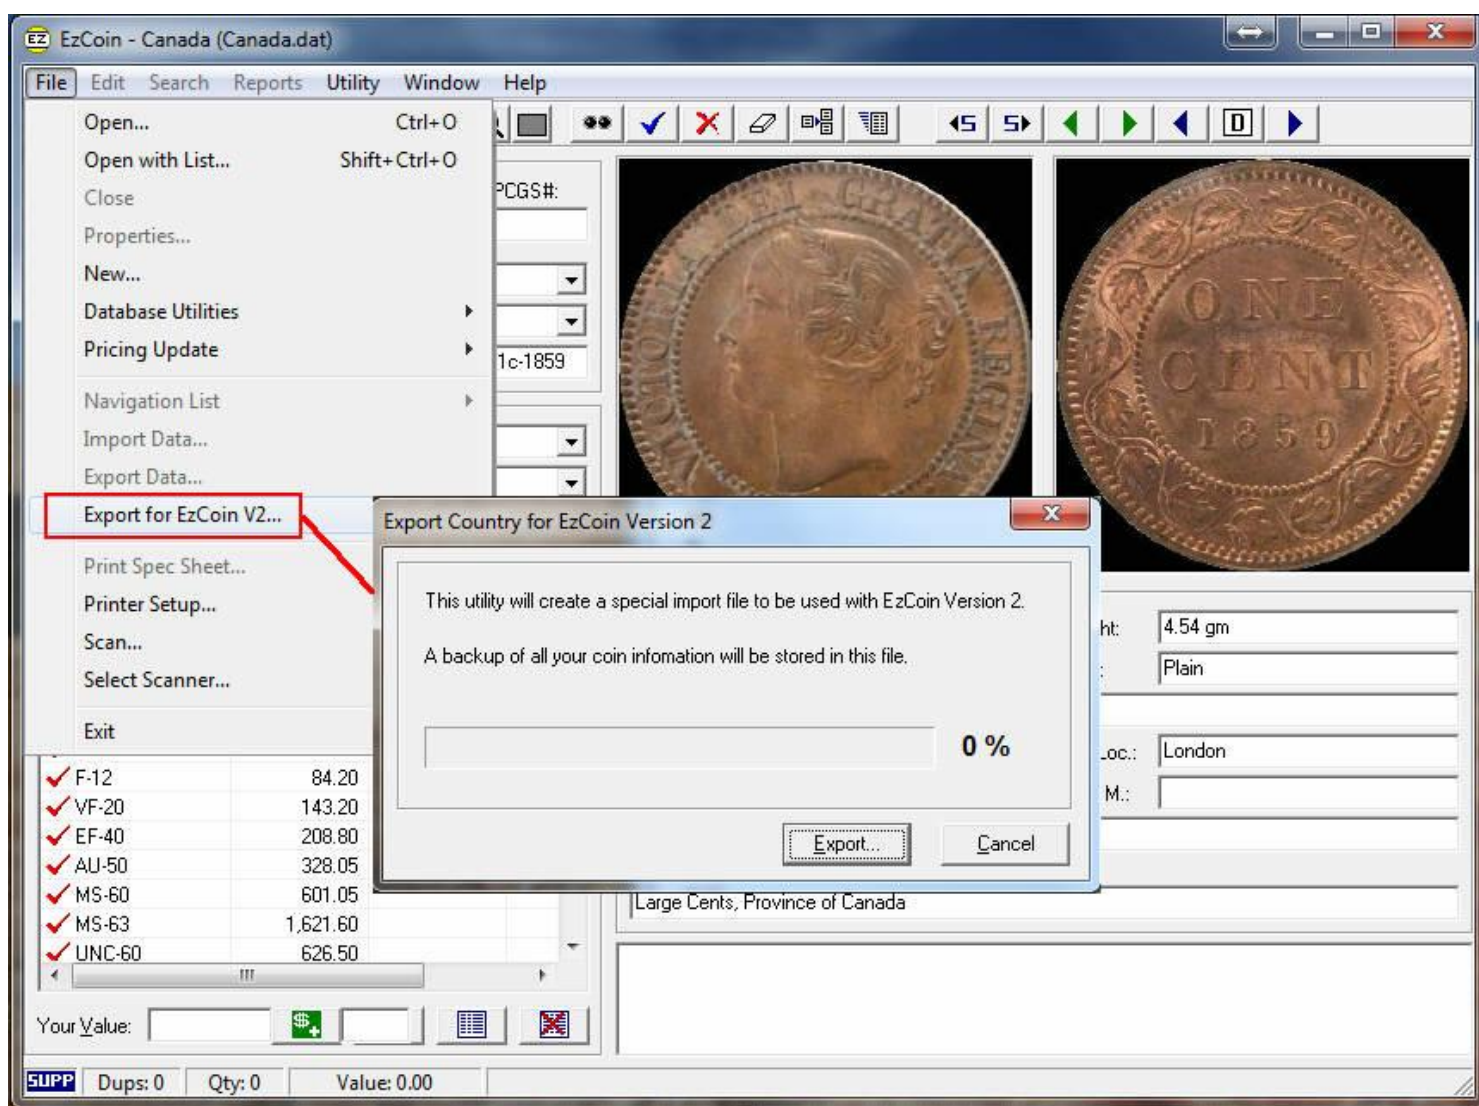 EZ EzCoin - Canada (Canada.dat)
File Edit Search Reports Utility Window Help
Open... Ctrl+O
Open with List... Shift+Ctrl+O
Close
Properties...
New...
Database Utilities
Pricing Update
Navigation List
Import Data...
Export Data...
Export for EzCoin V2...
Print Spec Sheet...
Printer Setup...
Scan...
Select Scanner...
Exit
S S D
PCGS#:
1c-1859
VICTORIA DEI GRATIA REGINA
ONE
CENT
1859
Export Country for EzCoin Version 2
This utility will create a special import file to be used with EzCoin Version 2.
A backup of all your coin infomation will be stored in this file.
0 %
Export... Cancel
ht: 4.54 gm
: Plain
Loc.: London
M.:
Large Cents, Province of Canada
F-12 84.20
VF-20 143.20
EF-40 208.80
AU-50 328.05
MS-60 601.05
MS-63 1,621.60
UNC-60 626.50
Your Value: $+
SUPP Dups: 0 Qty: 0 Value: 0.00